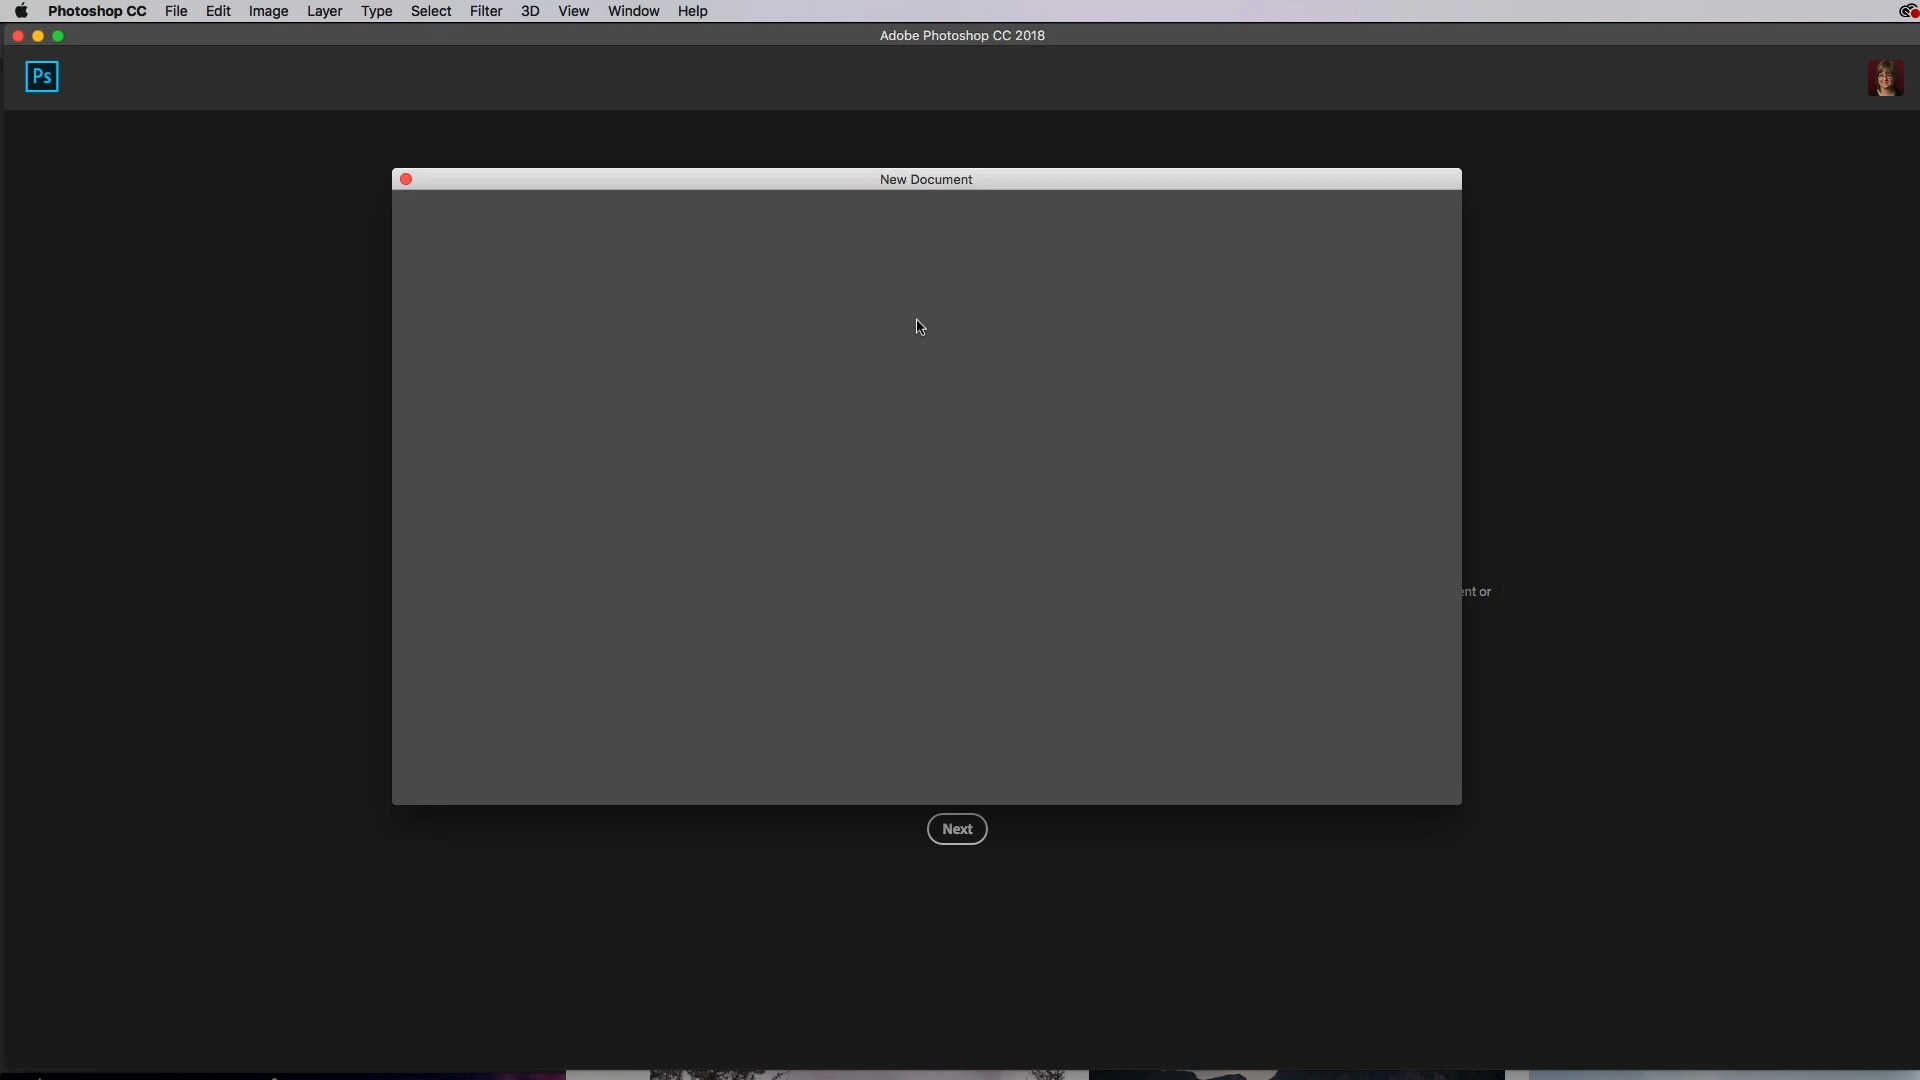 Photoshop CC File Edit Image Layer Type Select Filter 3D View Window Help
Adobe Photoshop CC 2018
Ps
New Document
ent or
Next